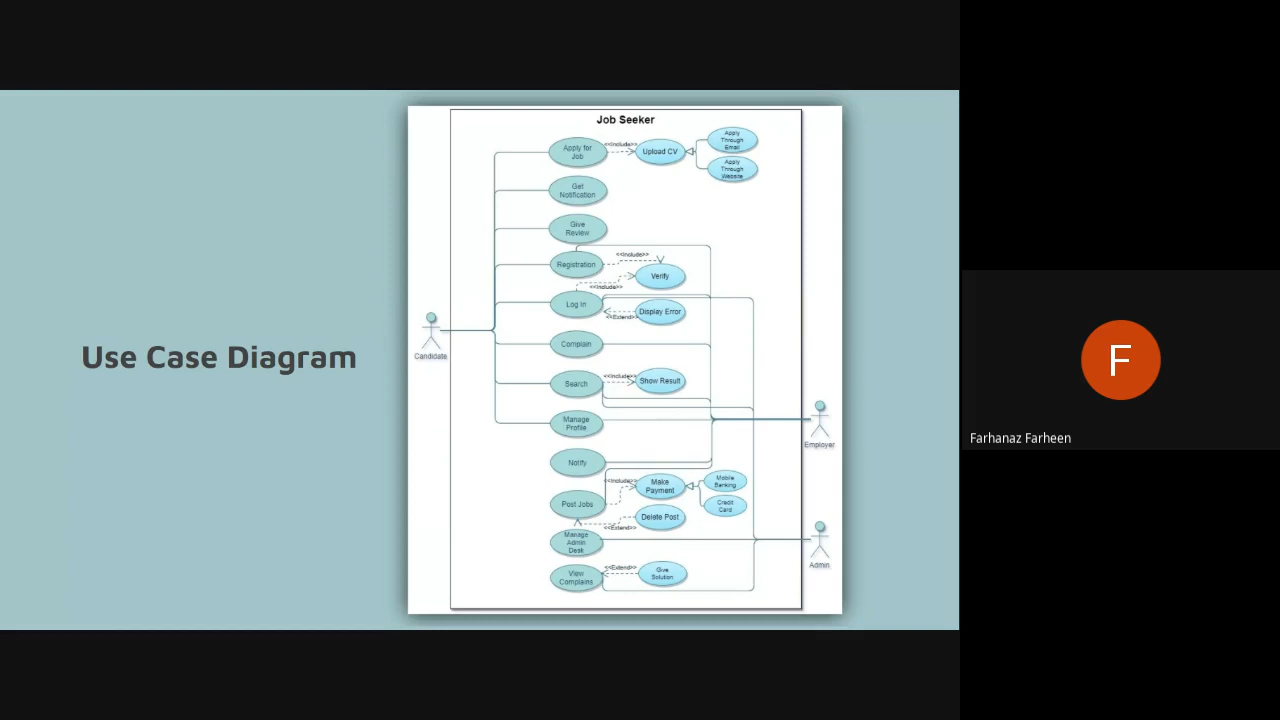 Use Case Diagram
Job Seeker
Apply for
Job
<<Include>>
Upload CV
Apply
Through
Email
Apply
Through
Website
Get
Notification
Give
Review
Registration
<<Include>>
Verify
<<Include>>
Log In
Display Error
<<Extend>>
Complain
Search
<<Include>>
Show Result
Manage
Profile
Notify
Post Jobs
<<Include>>
Make
Payment
Mobile
Banking
Credit
Card
Delete Post
<<Extend>>
Manage
Admin
Desk
View
Complains
<<Extend>>
Give
Solution
Candidate
Employer
Admin
F
Farhanaz Farheen